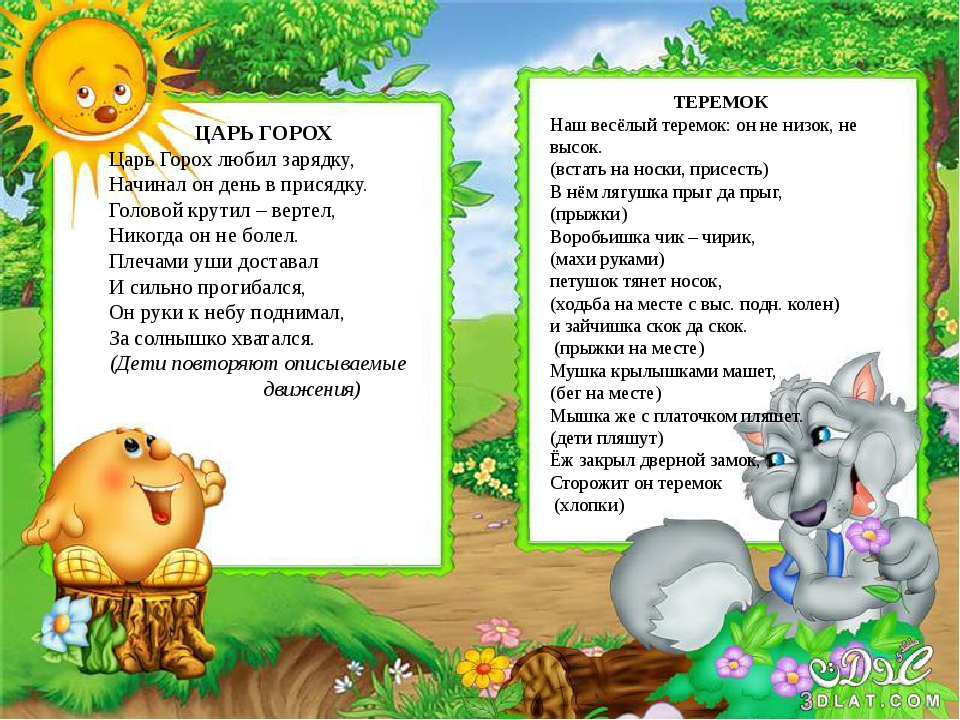 ЦАРЬ ГОРОХ
Царь Горох любил зарядку,
Начинал он день в присядку.
Головой крутил – вертел,
Никогда он не болел.
Плечами уши доставал
И сильно прогибался,
Он руки к небу поднимал,
За солнышко хватался.
(Дети повторяют описываемые
движения)
ТЕРЕМОК
Наш весёлый теремок: он не низок, не
высок.
(встать на носки, присесть)
В нём лягушка прыг да прыг,
(прыжки)
Воробьишка чик – чирик,
(махи руками)
петушок тянет носок,
(ходьба на месте с выс. подн. колен)
и зайчишка скок да скок.
(прыжки на месте)
Мушка крылышками машет,
(бег на месте)
Мышка же с платочком пляшет.
(дети пляшут)
Ёж закрыл дверной замок,
Сторожит он теремок
(хлопки)
3DLAT.COM